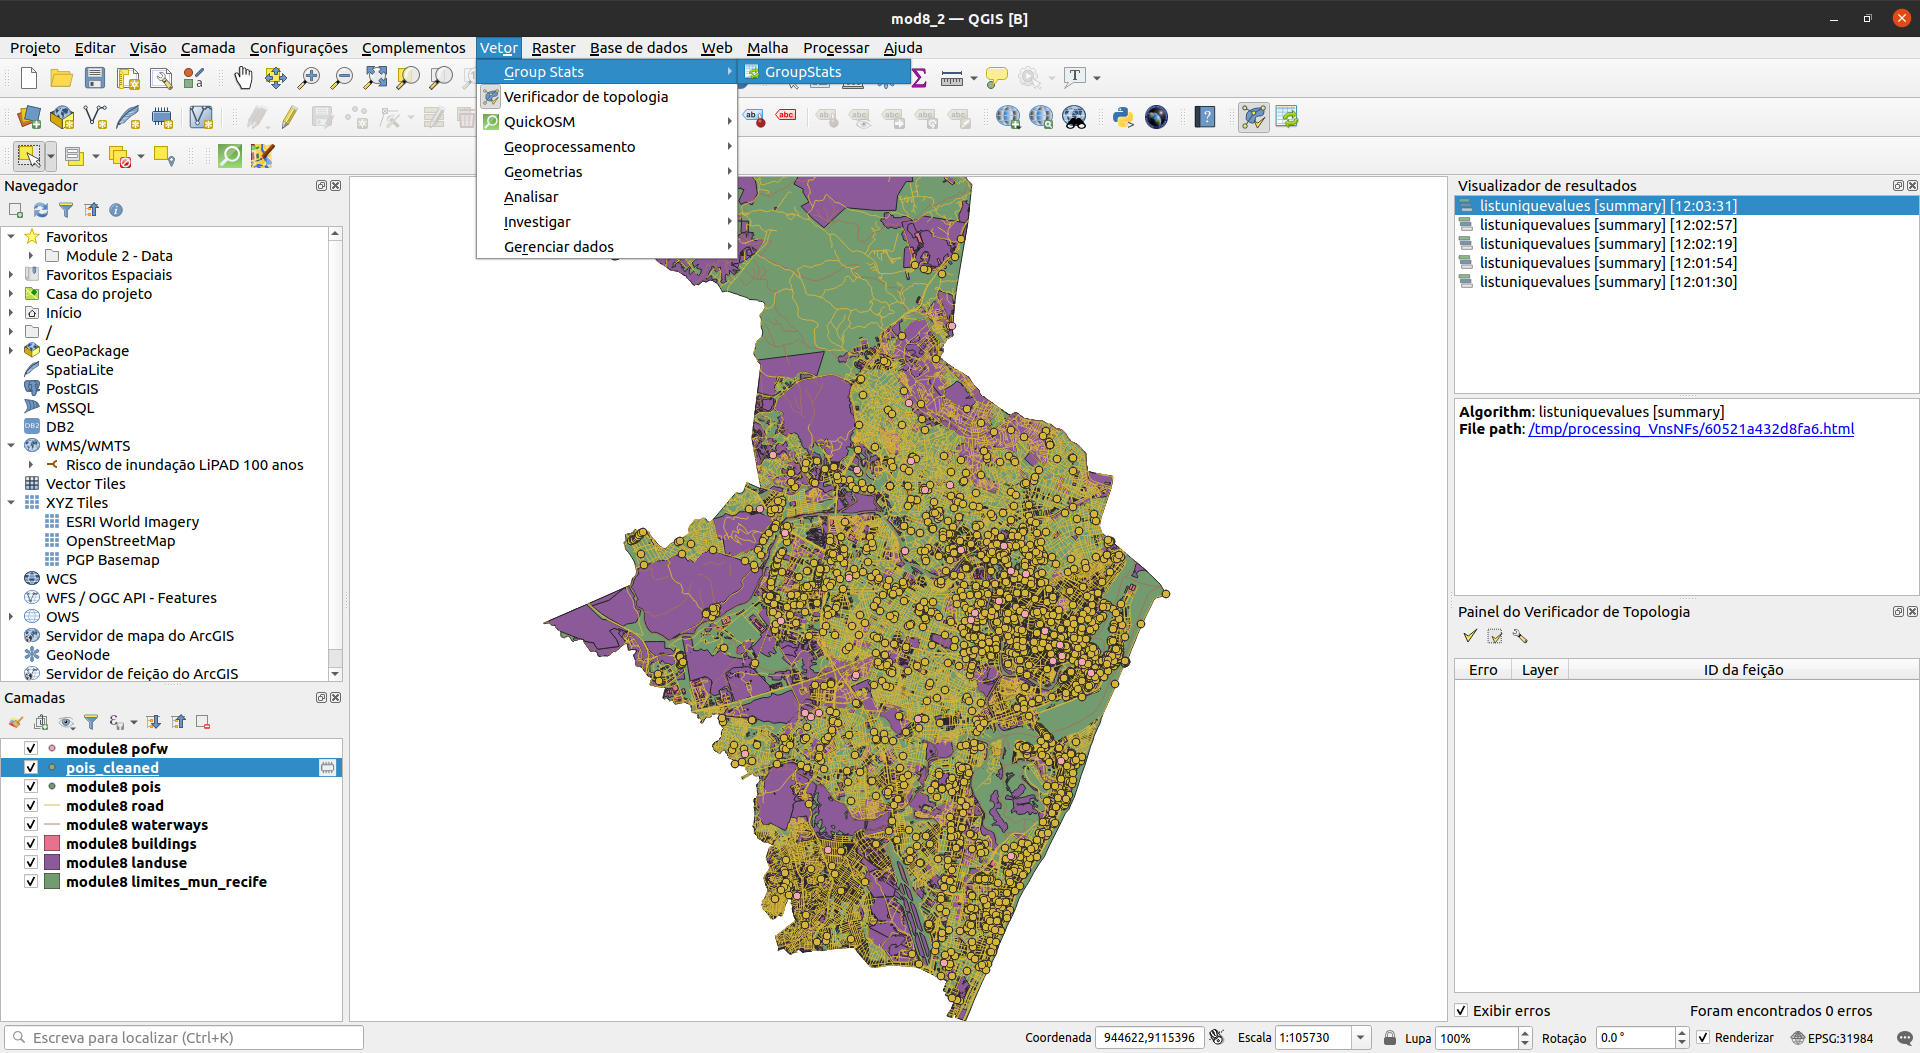 mod8_2 — QGIS [B]
Projeto Editar Visão Camada Configurações Complementos Vetor Raster Base de dados Web Malha Processar Ajuda
Group Stats
GroupStats
Verificador de topologia
QuickOSM
Geoprocessamento
Geometrias
Analisar
Investigar
Gerenciar dados
Navegador
Favoritos
Module 2 - Data
Favoritos Espaciais
Casa do projeto
Início
/
GeoPackage
SpatiaLite
PostGIS
MSSQL
DB2
WMS/WMTS
Risco de inundação LiPAD 100 anos
Vector Tiles
XYZ Tiles
ESRI World Imagery
OpenStreetMap
PGP Basemap
WCS
WFS / OGC API - Features
OWS
Servidor de mapa do ArcGIS
GeoNode
Servidor de feição do ArcGIS
Camadas
module8 pofw
pois_cleaned
module8 pois
module8 road
module8 waterways
module8 buildings
module8 landuse
module8 limites_mun_recife
Visualizador de resultados
listuniquevalues [summary] [12:03:31]
listuniquevalues [summary] [12:02:57]
listuniquevalues [summary] [12:02:19]
listuniquevalues [summary] [12:01:54]
listuniquevalues [summary] [12:01:30]
Algorithm: listuniquevalues [summary]
File path: /tmp/processing_VnsNFs/60521a432d8fa6.html
Painel do Verificador de Topologia
Erro Layer ID da feição
Exibir erros Foram encontrados 0 erros
Escreva para localizar (Ctrl+K)
Coordenada 944622,9115396 Escala 1:105730 Lupa 100% Rotação 0.0 ° Renderizar EPSG:31984